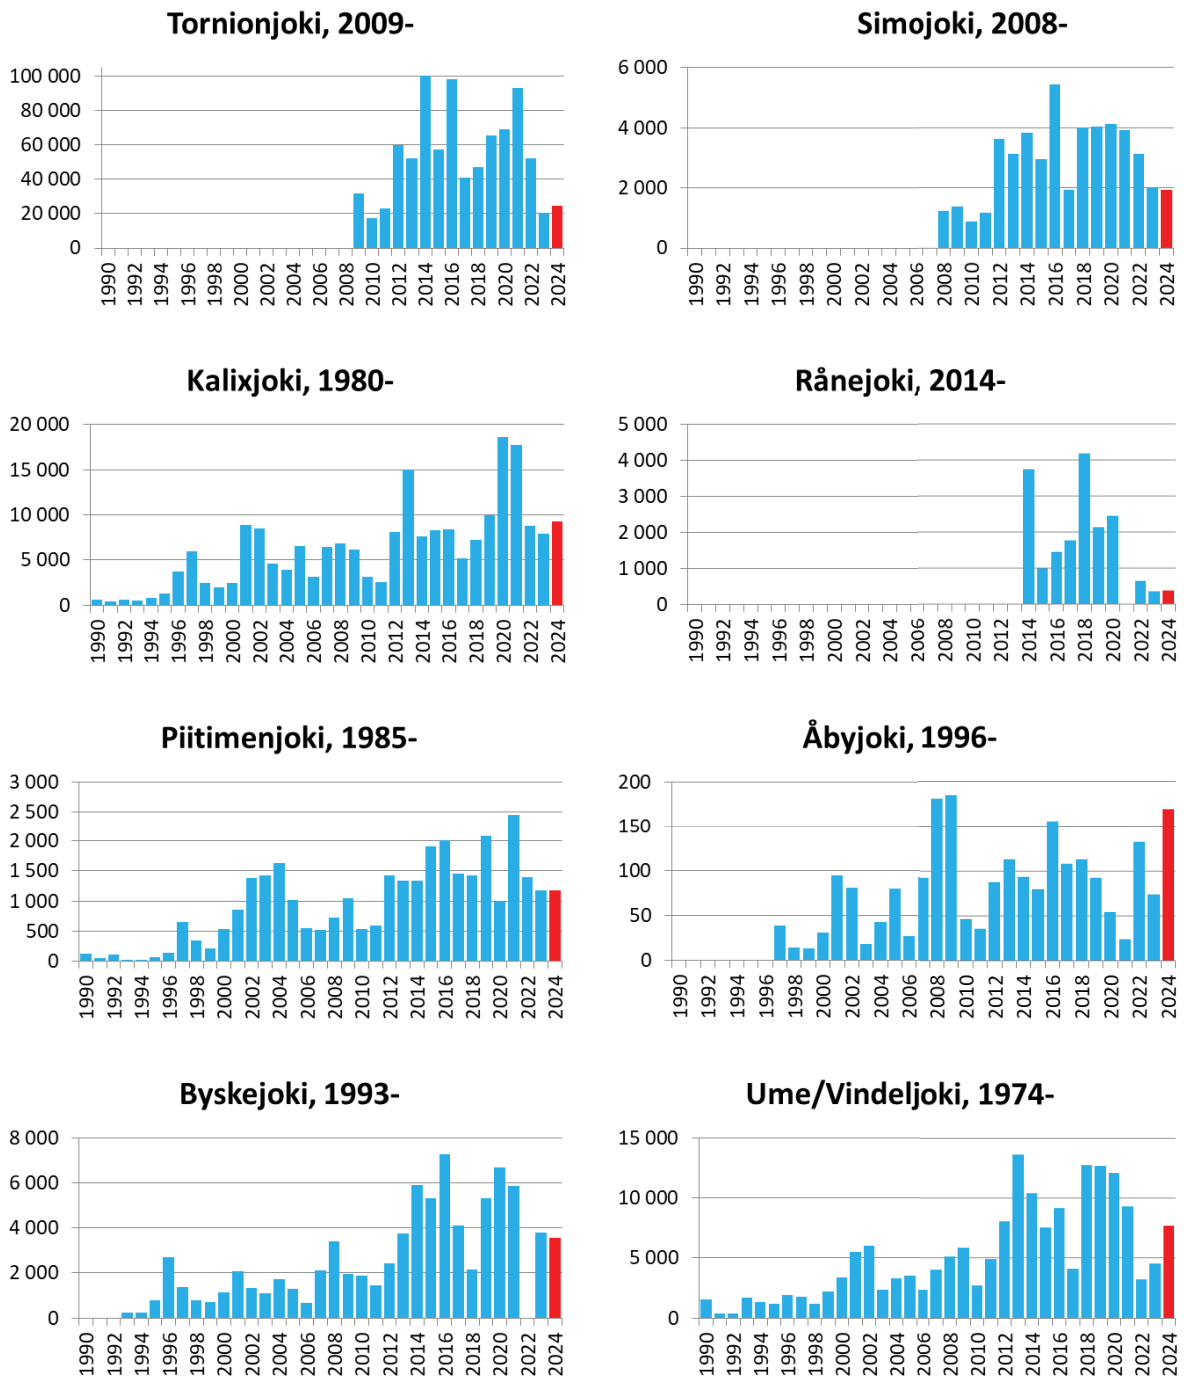 Tornionjoki, 2009-
100 000
80 000
60 000
40 000
20 000
0
1990 1992 1994 1996 1998 2000 2002 2004 2006 2008 2010 2012 2014 2016 2018 2020 2022 2024
Simojoki, 2008-
6 000
4 000
2 000
0
1990 1992 1994 1996 1998 2000 2002 2004 2006 2008 2010 2012 2014 2016 2018 2020 2022 2024
Kalixjoki, 1980-
20 000
15 000
10 000
5 000
0
1990 1992 1994 1996 1998 2000 2002 2004 2006 2008 2010 2012 2014 2016 2018 2020 2022 2024
Rånejoki, 2014-
5 000
4 000
3 000
2 000
1 000
0
1990 1992 1994 1996 1998 2000 2002 2004 2006 2008 2010 2012 2014 2016 2018 2020 2022 2024
Piitimenjoki, 1985-
3 000
2 500
2 000
1 500
1 000
500
0
1990 1992 1994 1996 1998 2000 2002 2004 2006 2008 2010 2012 2014 2016 2018 2020 2022 2024
Åbyjoki, 1996-
200
150
100
50
0
1990 1992 1994 1996 1998 2000 2002 2004 2006 2008 2010 2012 2014 2016 2018 2020 2022 2024
Byskejoki, 1993-
8 000
6 000
4 000
2 000
0
1990 1992 1994 1996 1998 2000 2002 2004 2006 2008 2010 2012 2014 2016 2018 2020 2022 2024
Ume/Vindeljoki, 1974-
15 000
10 000
5 000
0
1990 1992 1994 1996 1998 2000 2002 2004 2006 2008 2010 2012 2014 2016 2018 2020 2022 2024